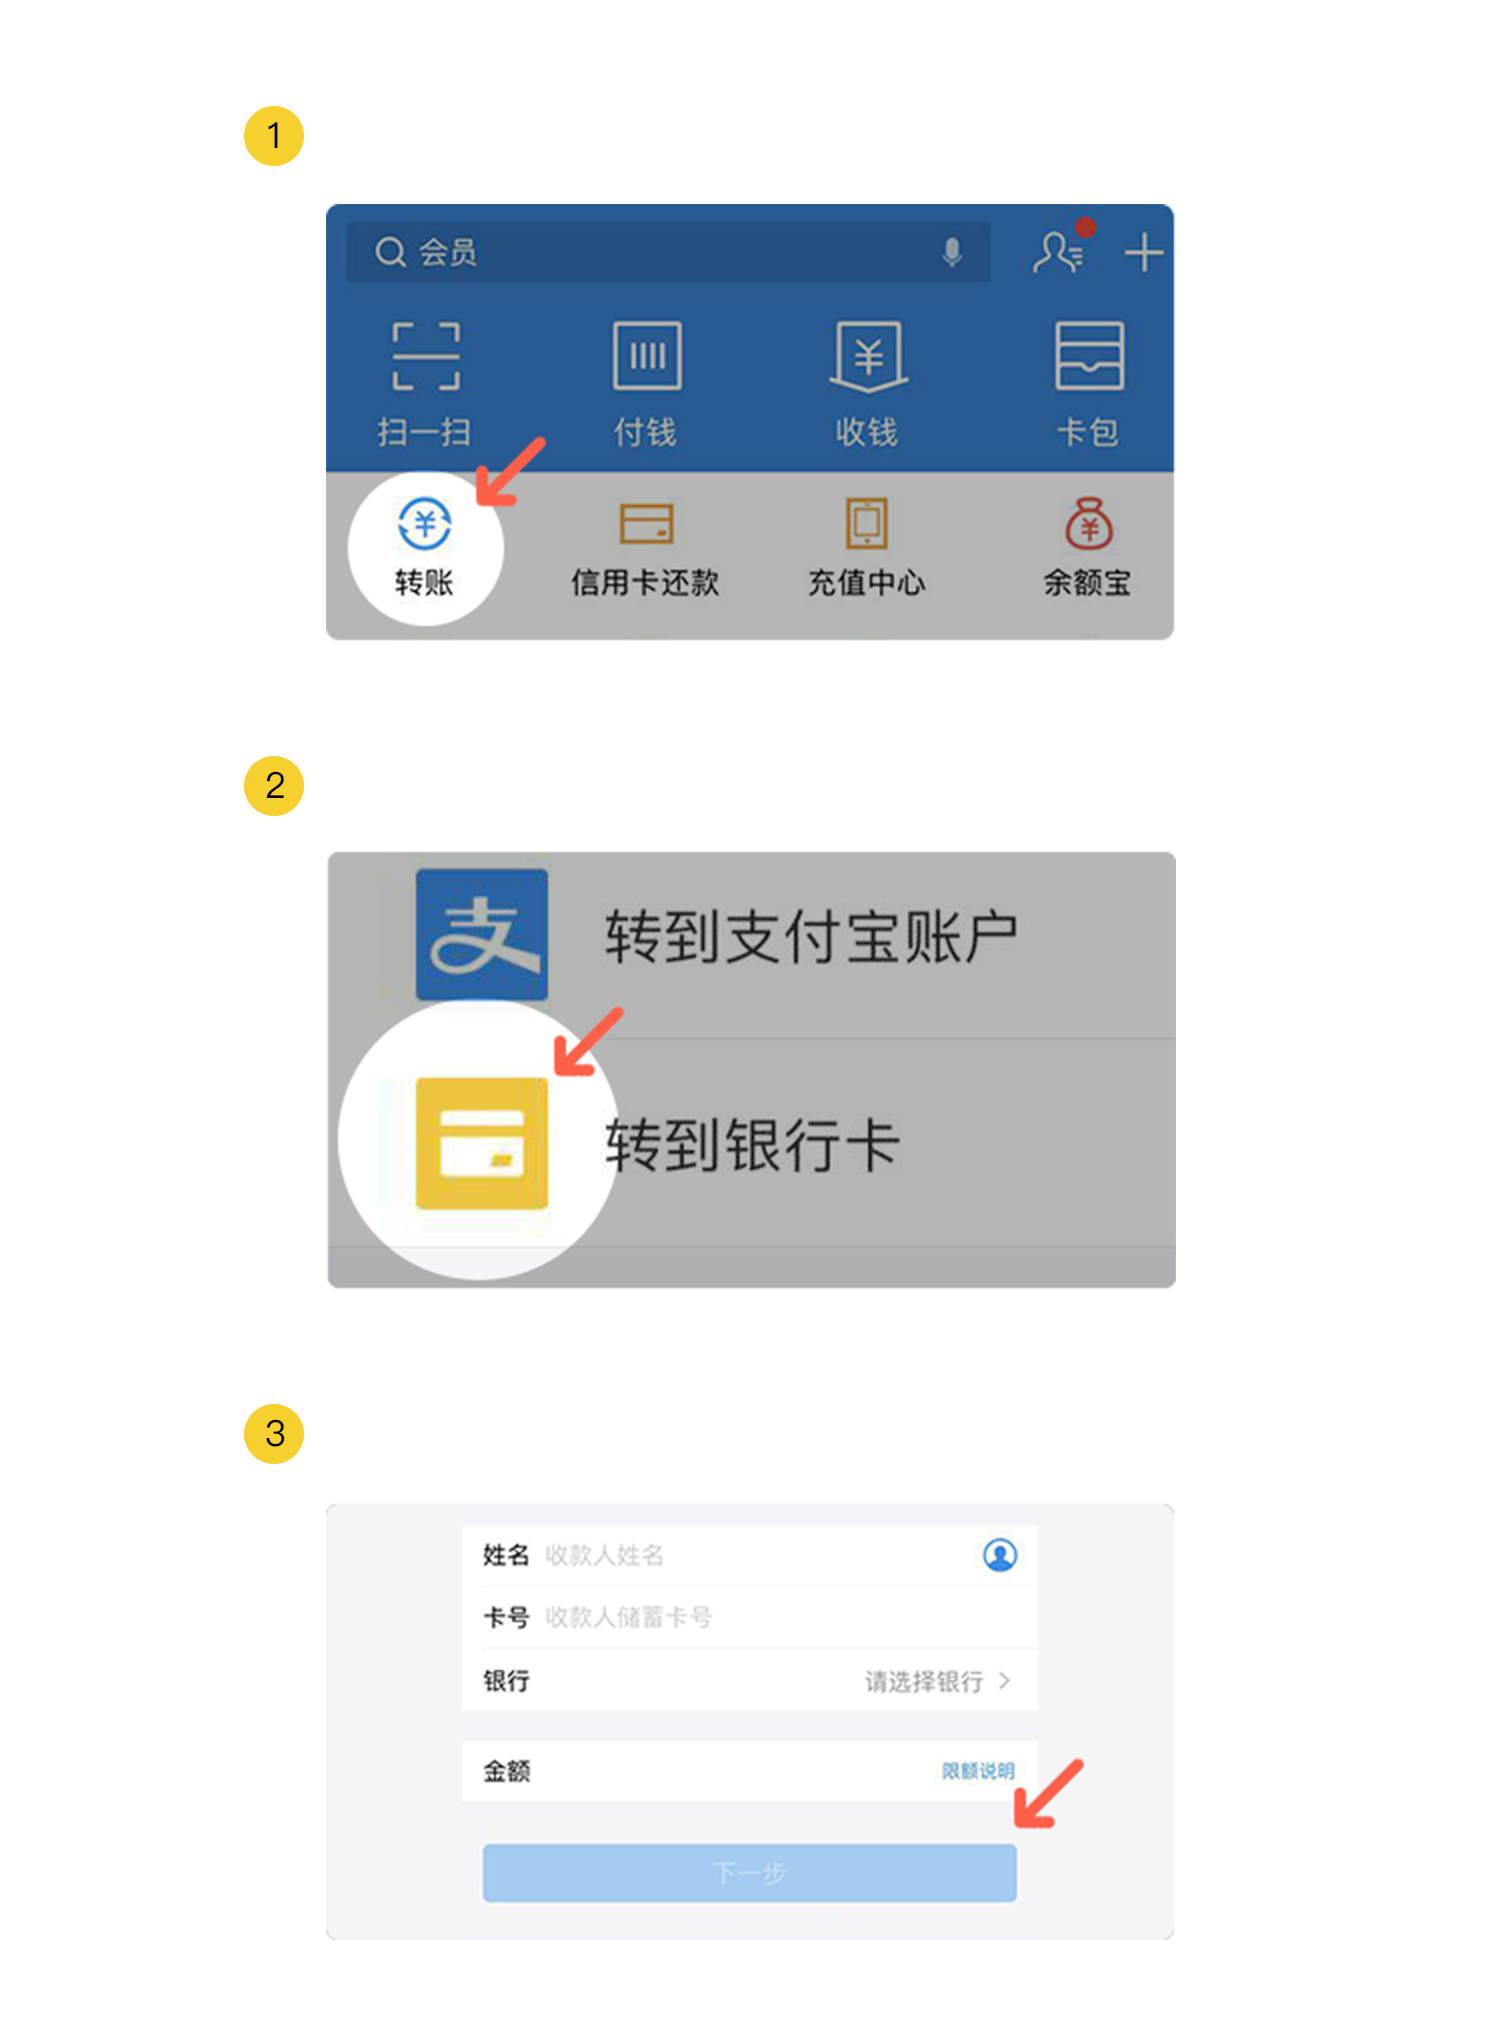 1
会员
扫一扫 付钱 收钱 卡包
转账 信用卡还款 充值中心 余额宝
2
支 转到支付宝账户
转到银行卡
3
姓名 收款人姓名
卡号 收款人储蓄卡号
银行 请选择银行
金额 限额说明
下一步